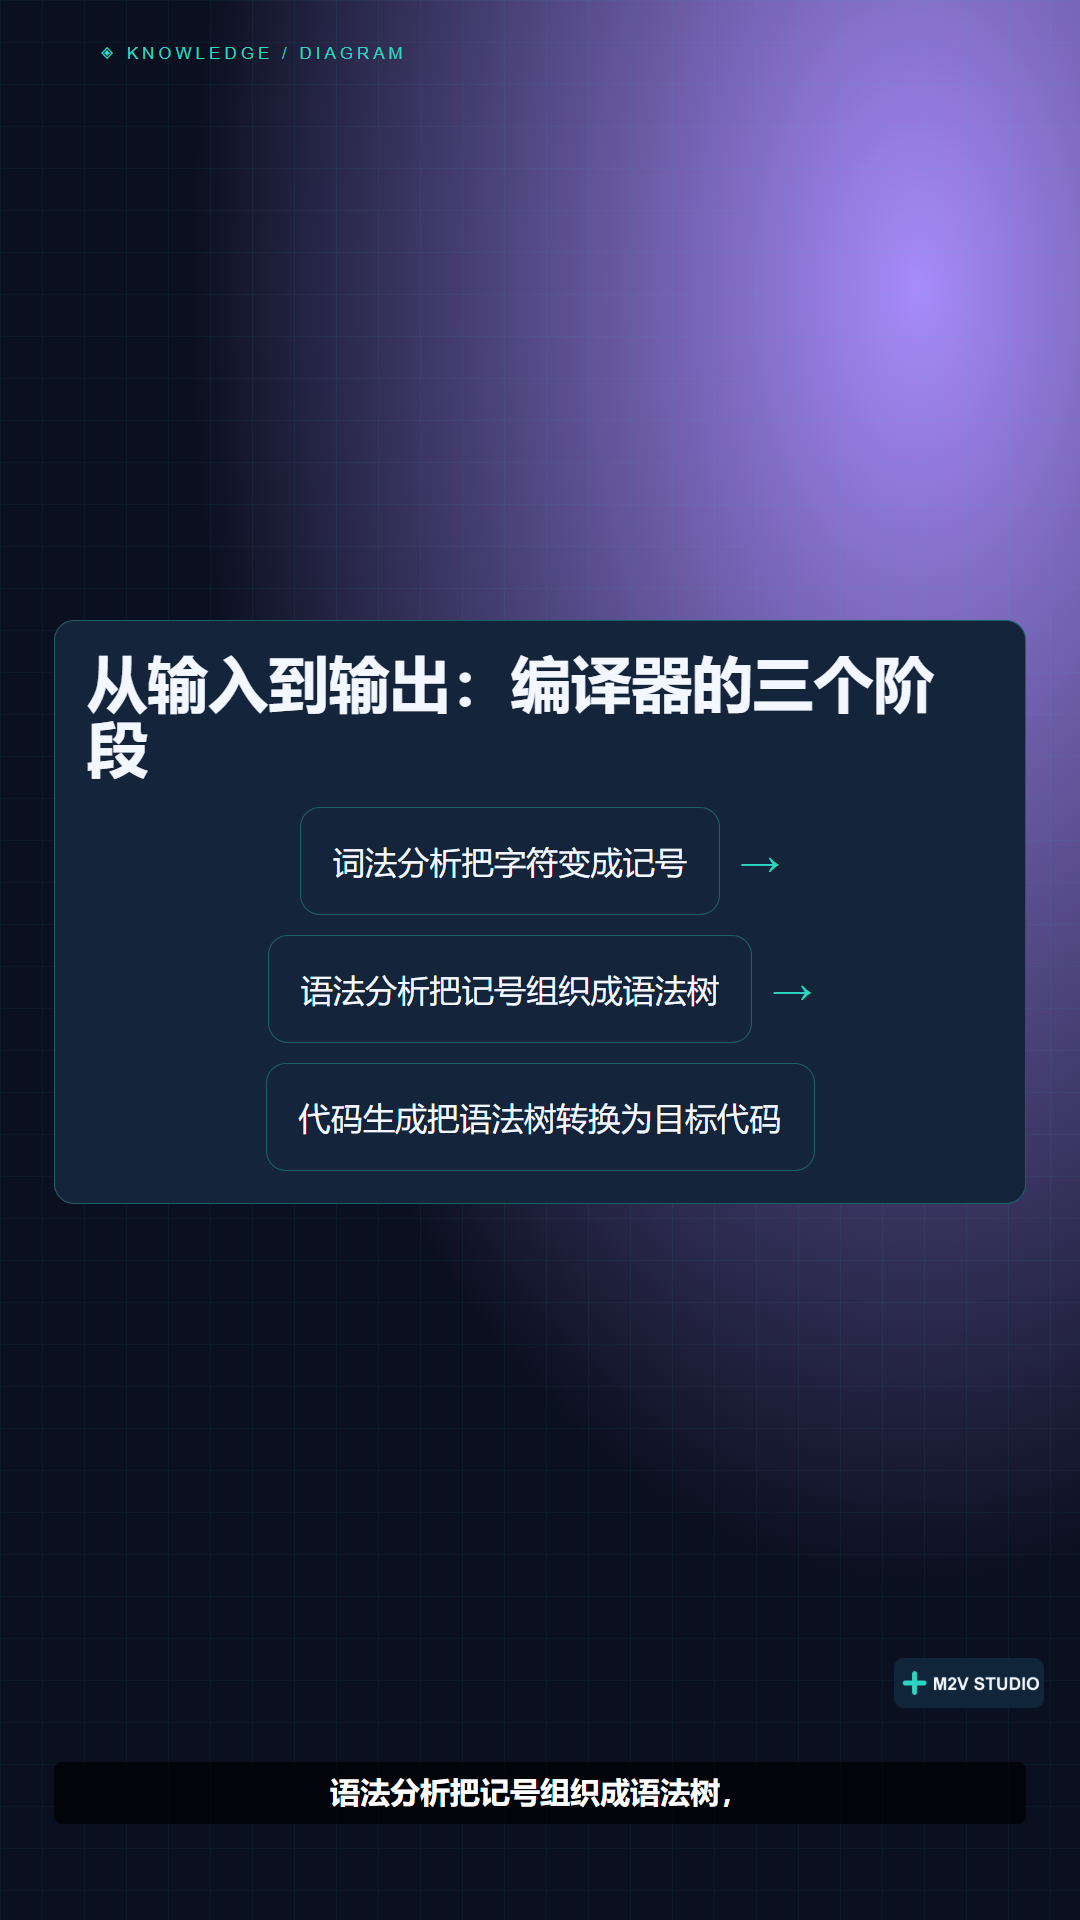 ◈ KNOWLEDGE / DIAGRAM
从输入到输出：编译器的三个阶
段
词法分析把字符变成记号 →
语法分析把记号组织成语法树 →
代码生成把语法树转换为目标代码
M2V STUDIO
语法分析把记号组织成语法树，